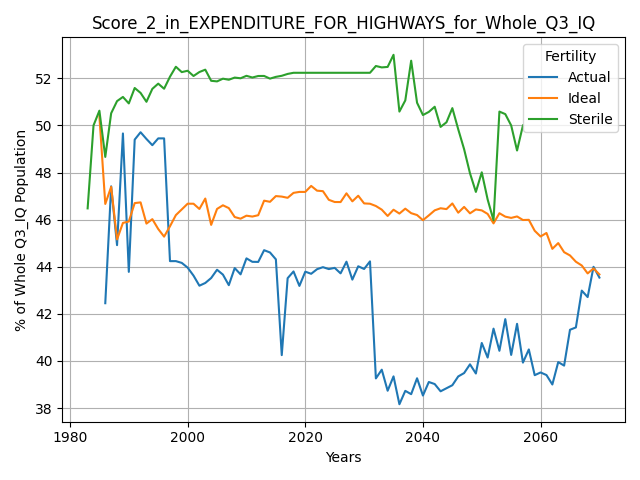 Score_2_in_EXPENDITURE_FOR_HIGHWAYS_for_Whole_Q3_IQ
% of Whole Q3_IQ Population
52
50
48
46
44
42
40
38
Fertility
Actual
Ideal
Sterile
1980
2000
2020
2040
2060
Years